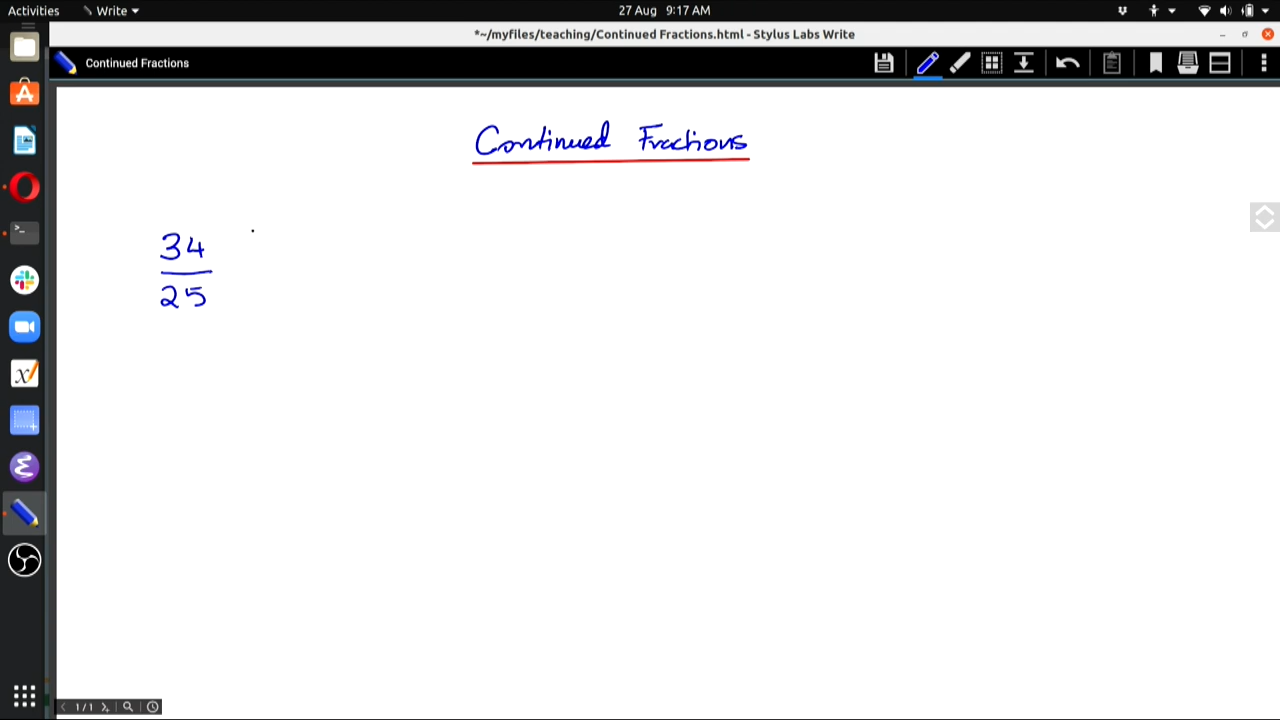 Activities
Write
27 Aug 9:17 AM
*~/myfiles/teaching/Continued Fractions.html - Stylus Labs Write
Continued Fractions
Continued Fractions
34
25
1/1